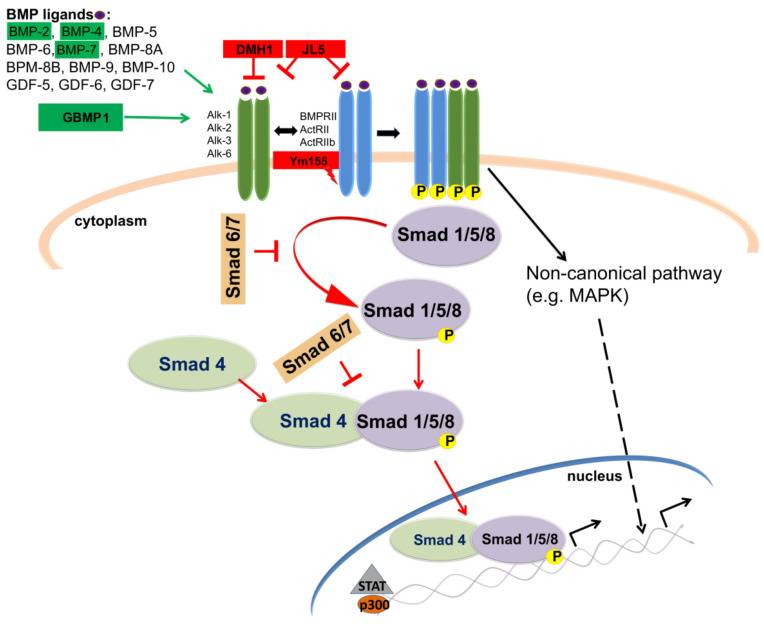 BMP ligands:
BMP-2, BMP-4, BMP-5
BMP-6, BMP-7, BMP-8A
BPM-8B, BMP-9, BMP-10
GDF-5, GDF-6, GDF-7
GBMP1
DMH1
JL5
Alk-1
Alk-2
Alk-3
Alk-6
BMPRII
ActRII
ActRIIb
Ym155
P
P
P
P
cytoplasm
Smad 6/7
Smad 1/5/8
Non-canonical pathway
(e.g. MAPK)
Smad 1/5/8
P
Smad 6/7
Smad 4
Smad 4
Smad 1/5/8
P
nucleus
Smad 4
Smad 1/5/8
P
STAT
p300